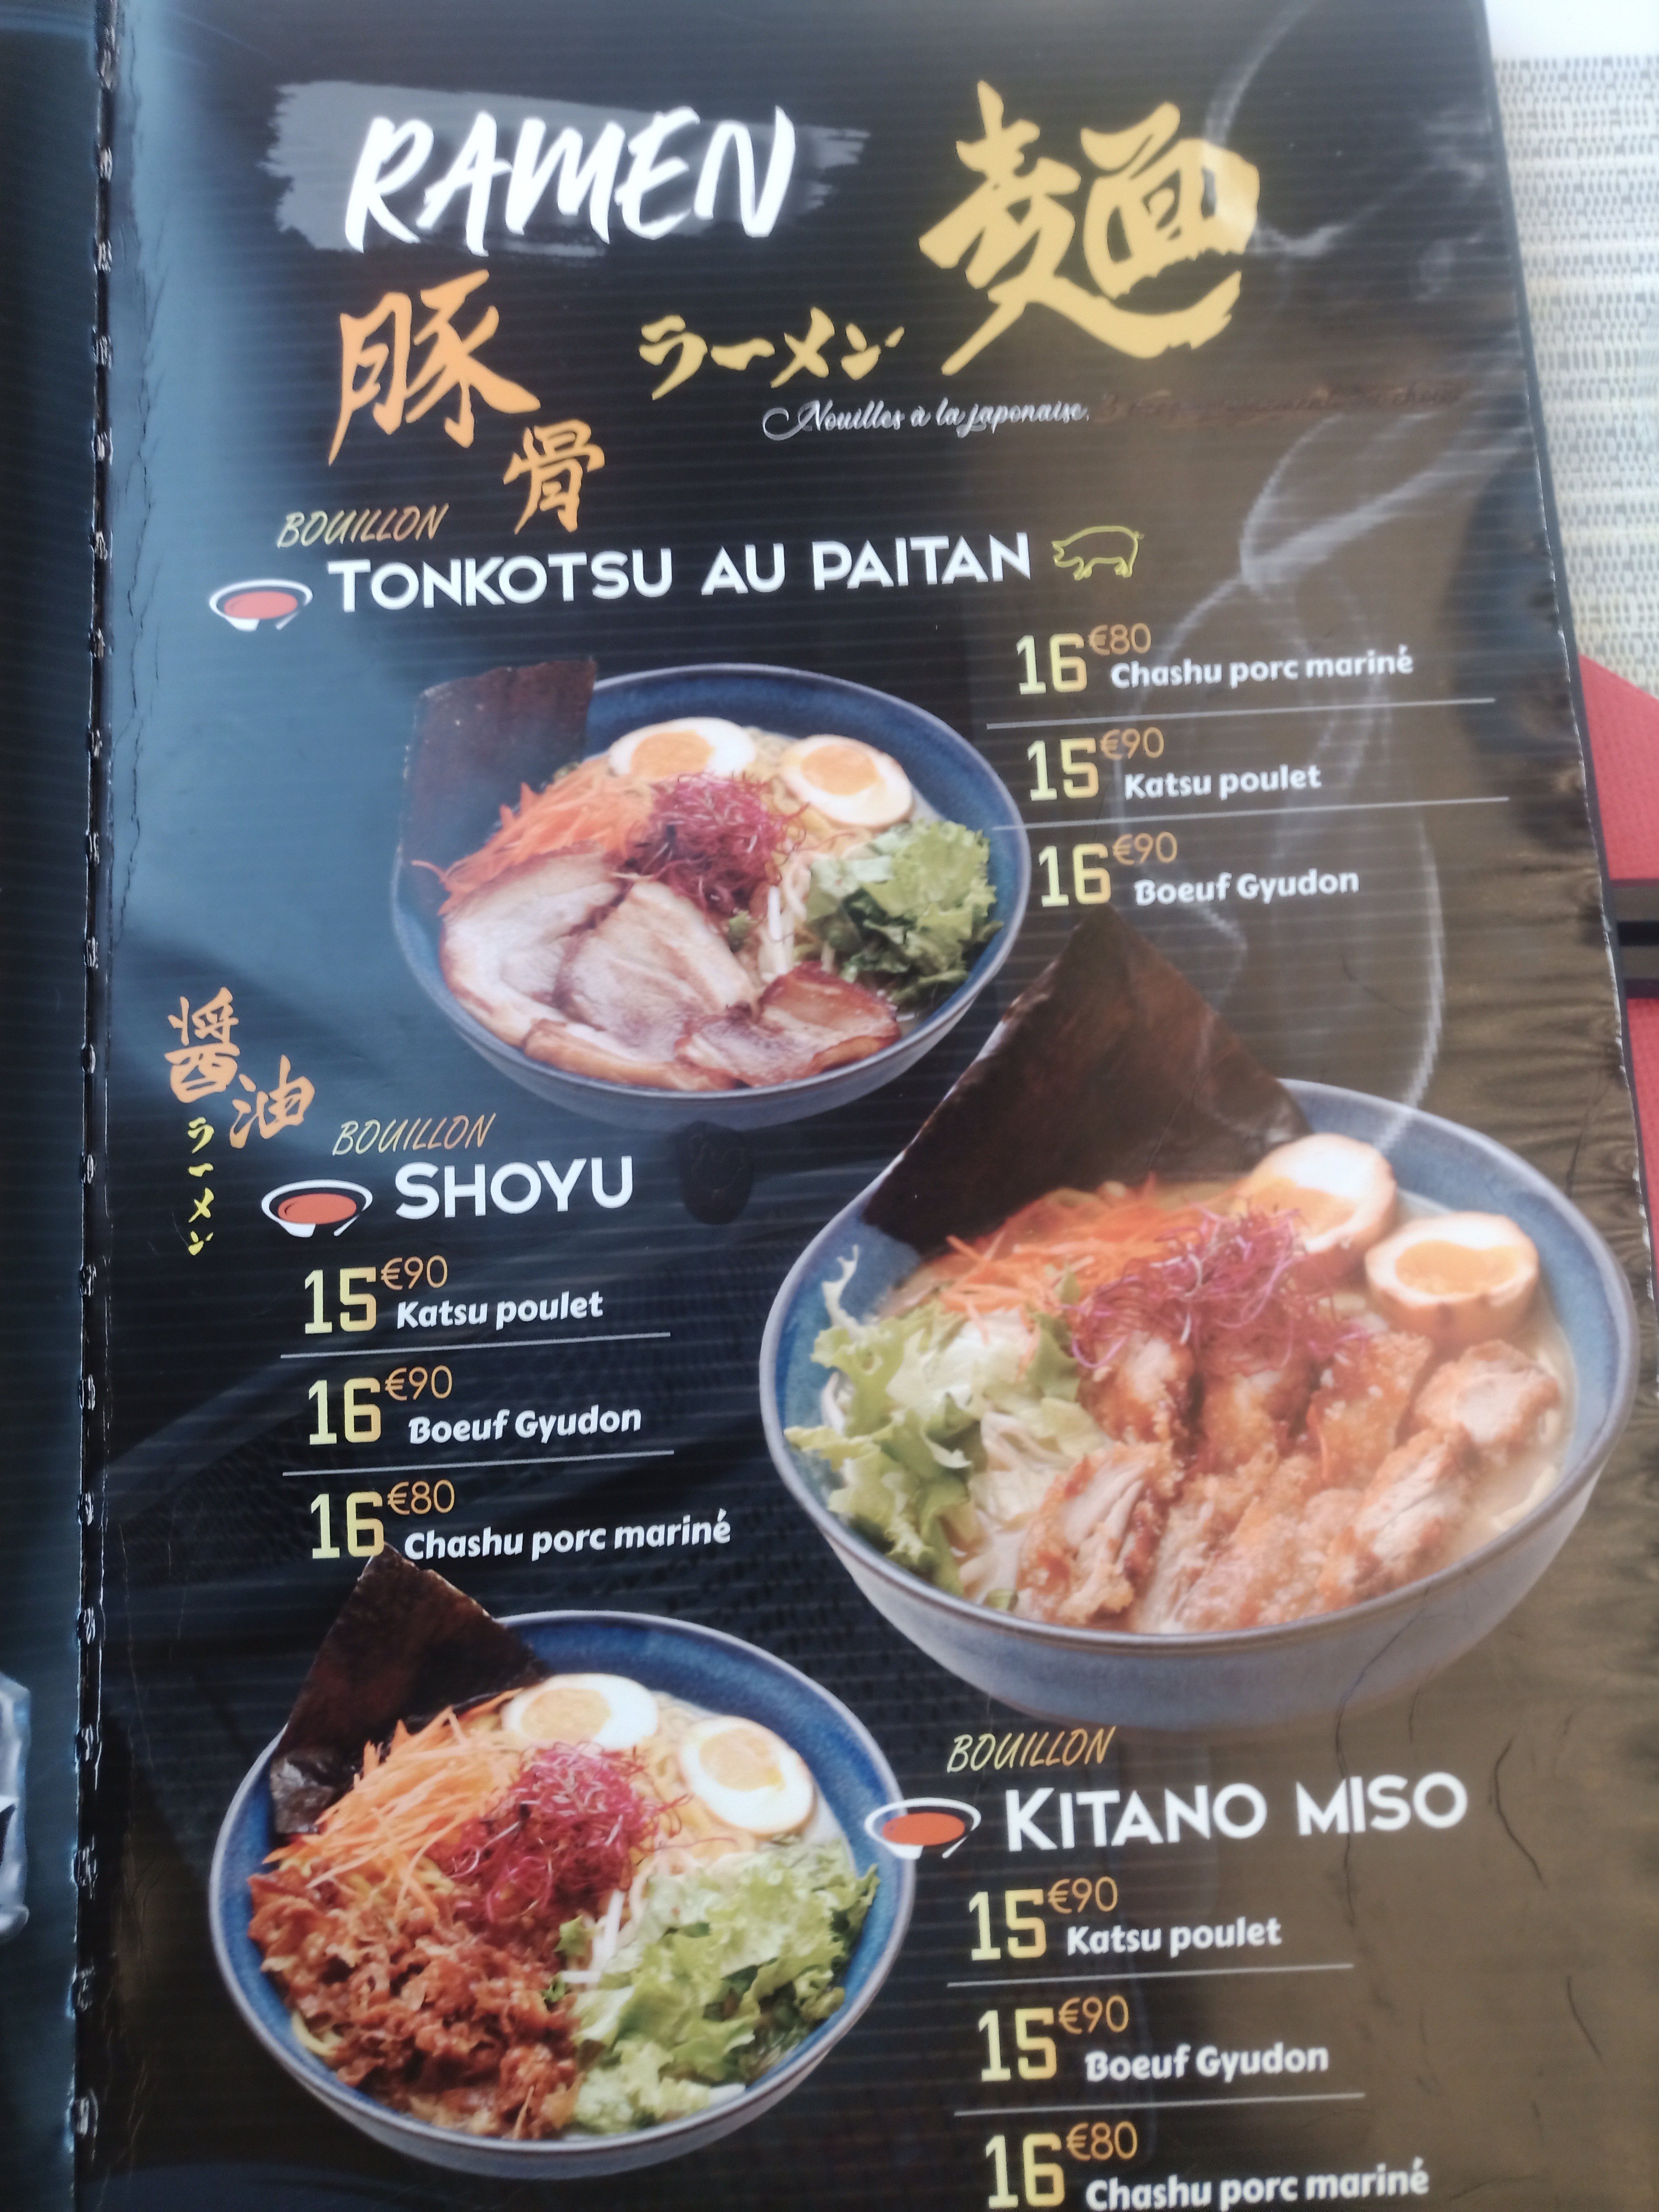 RAMEN
麺
豚骨
ラーメン
Nouilles à la japonaise,
BOUILLON
TONKOTSU AU PAITAN
16€80 Chashu porc mariné
15€90 Katsu poulet
16€90 Boeuf Gyudon
醤油
ラーメン
BOUILLON
SHOYU
15€90 Katsu poulet
16€90 Boeuf Gyudon
16€80 Chashu porc mariné
BOUILLON
KITANO MISO
15€90 Katsu poulet
15€90 Boeuf Gyudon
16€80 Chashu porc mariné